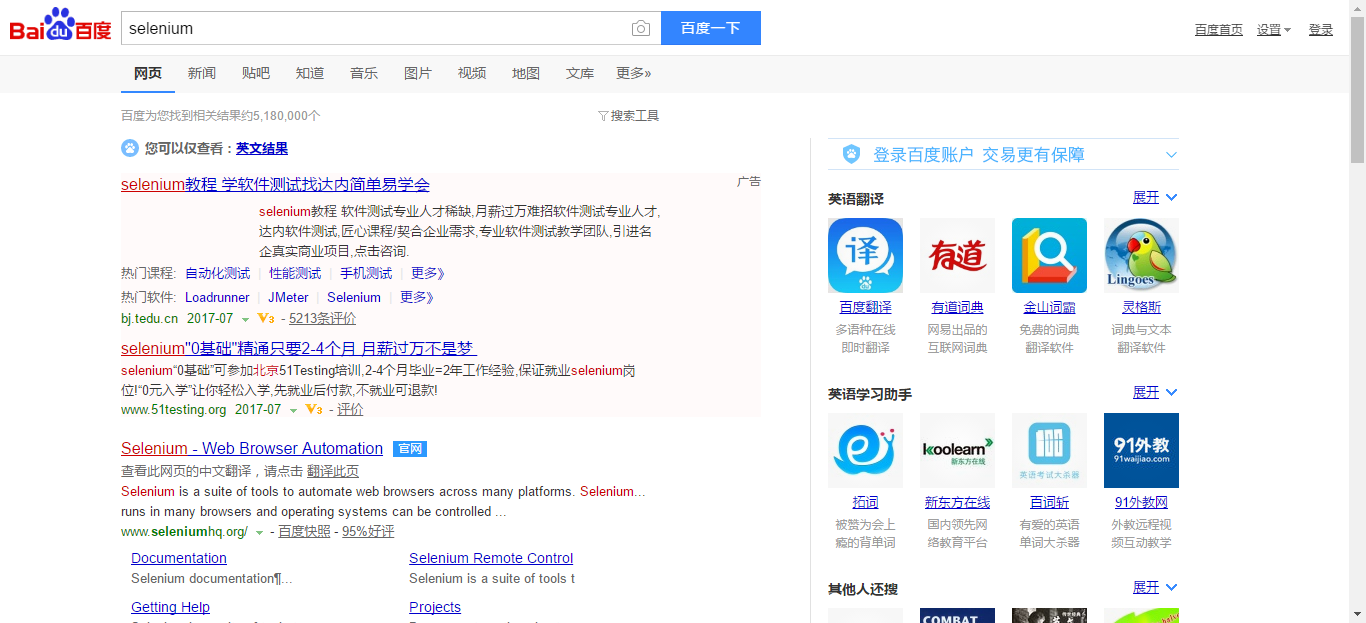 Bai du 百度
selenium
百度一下
百度首页 设置 登录
网页 新闻 贴吧 知道 音乐 图片 视频 地图 文库 更多»
百度为您找到相关结果约5,180,000个
搜索工具
您可以仅查看：英文结果
selenium教程 学软件测试找达内简单易学会
广告
selenium教程 软件测试专业人才稀缺,月薪过万难招软件测试专业人才,
达内软件测试,匠心课程/契合企业需求,专业软件测试教学团队,引进名
企真实商业项目,点击咨询.
热门课程: 自动化测试 | 性能测试 | 手机测试 | 更多》
热门软件: Loadrunner | JMeter | Selenium | 更多》
bj.tedu.cn 2017-07 V3 - 5213条评价
selenium"0基础"精通只要2-4个月 月薪过万不是梦
selenium“0基础”可参加北京51Testing培训,2-4个月毕业=2年工作经验,保证就业selenium岗
位!“0元入学”让你轻松入学,先就业后付款,不就业可退款!
www.51testing.org 2017-07 V3 - 评价
Selenium - Web Browser Automation 官网
查看此网页的中文翻译，请点击 翻译此页
Selenium is a suite of tools to automate web browsers across many platforms. Selenium...
runs in many browsers and operating systems can be controlled ...
www.seleniumhq.org/ - 百度快照 - 95%好评
Documentation
Selenium documentation¶...
Selenium Remote Control
Selenium is a suite of tools t
Getting Help
Projects
登录百度账户 交易更有保障
英语翻译
展开
译
有道
Lingoes
百度翻译 有道词典 金山词霸 灵格斯
多语种在线 网易出品的 免费的词典 词典与文本
即时翻译 互联网词典 翻译软件 翻译软件
英语学习助手
展开
koolearn
新东方在线
英语考试大杀器
91外教
91waijiao.com
拓词 新东方在线 百词斩 91外教网
被赞为会上 国内领先网 有爱的英语 外教远程视
瘾的背单词 络教育平台 单词大杀器 频互动教学
其他人还搜
展开
COMBAT